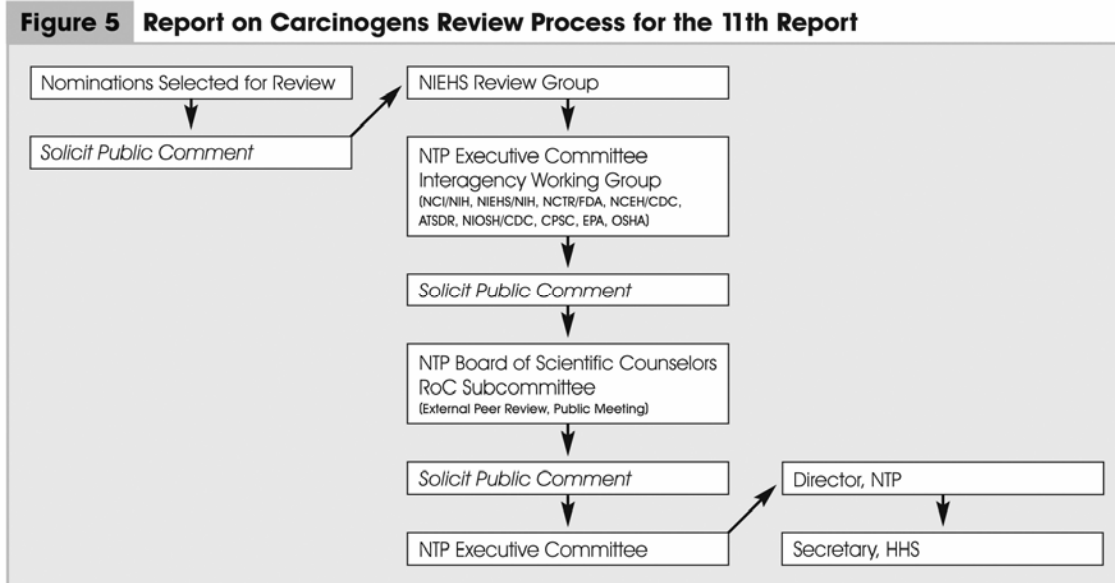 Figure 5 Report on Carcinogens Review Process for the 11th Report
Nominations Selected for Review
Solicit Public Comment
NIEHS Review Group
NTP Executive Committee
Interagency Working Group
(NCI/NIH, NIEHS/NIH, NCTR/FDA, NCEH/CDC,
ATSDR, NIOSH/CDC, CPSC, EPA, OSHA)
Solicit Public Comment
NTP Board of Scientific Counselors
RoC Subcommittee
(External Peer Review, Public Meeting)
Solicit Public Comment
NTP Executive Committee
Director, NTP
Secretary, HHS